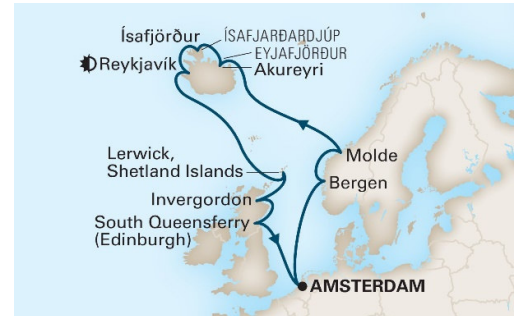 Ísafjörður
ÍSAFJARÐARDJÚP
EYJAFJÖRÐUR
Reykjavík
Akureyri
Lerwick,
Shetland Islands
Molde
Bergen
Invergordon
South Queensferry
(Edinburgh)
AMSTERDAM